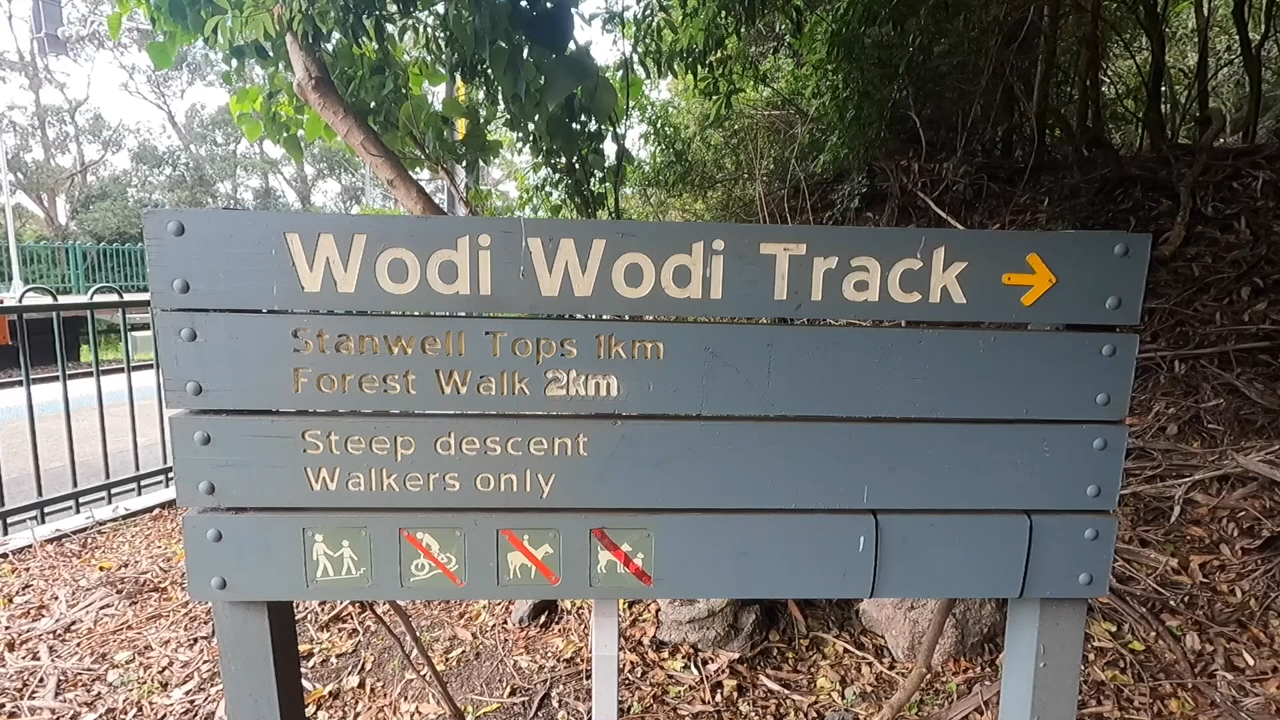 Wodi Wodi Track
Stanwell Tops 1km
Forest Walk 2km
Steep descent
Walkers only